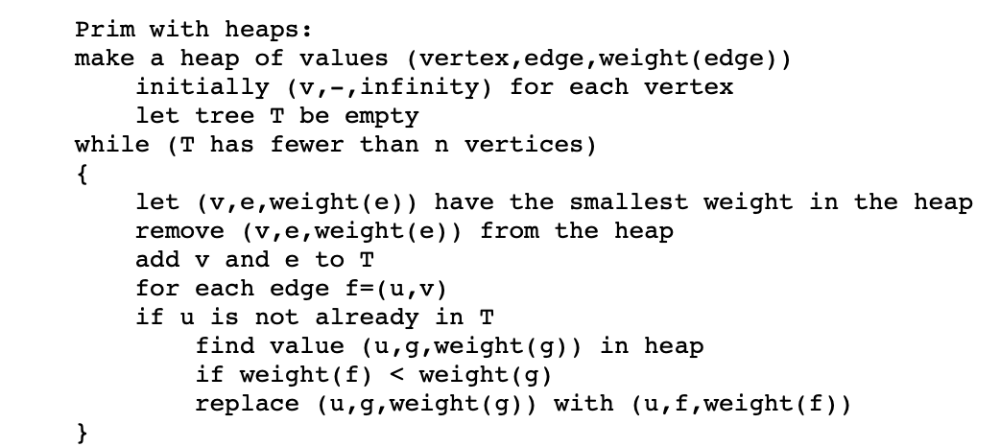 Prim with heaps:
make a heap of values (vertex,edge,weight(edge))
    initially (v,-,infinity) for each vertex
    let tree T be empty
while (T has fewer than n vertices)
{
    let (v,e,weight(e)) have the smallest weight in the heap
    remove (v,e,weight(e)) from the heap
    add v and e to T
    for each edge f=(u,v)
    if u is not already in T
        find value (u,g,weight(g)) in heap
        if weight(f) < weight(g)
        replace (u,g,weight(g)) with (u,f,weight(f))
}